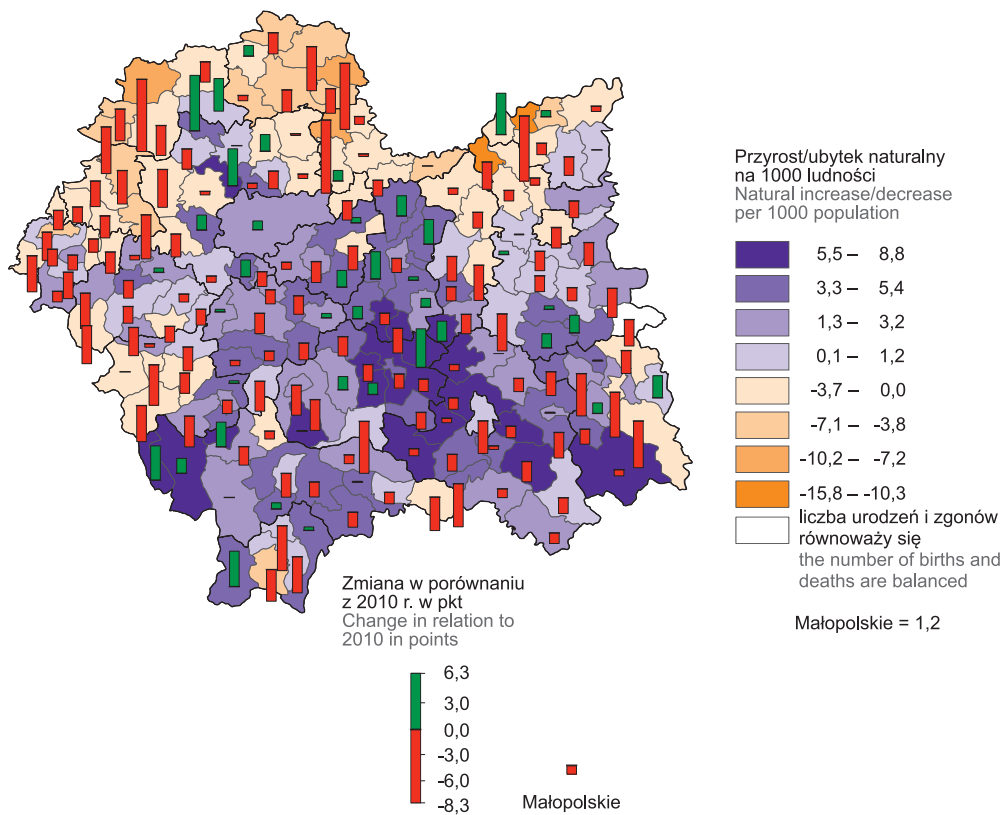 Przyrost/ubytek naturalny
na 1000 ludności
Natural increase/decrease
per 1000 population
5,5 – 8,8
3,3 – 5,4
1,3 – 3,2
0,1 – 1,2
-3,7 – 0,0
-7,1 – -3,8
-10,2 – -7,2
-15,8 – -10,3
liczba urodzeń i zgonów
równoważy się
the number of births and
deaths are balanced
Małopolskie = 1,2
Zmiana w porównaniu
z 2010 r. w pkt
Change in relation to
2010 in points
6,3
3,0
0,0
-3,0
-6,0
-8,3
Małopolskie